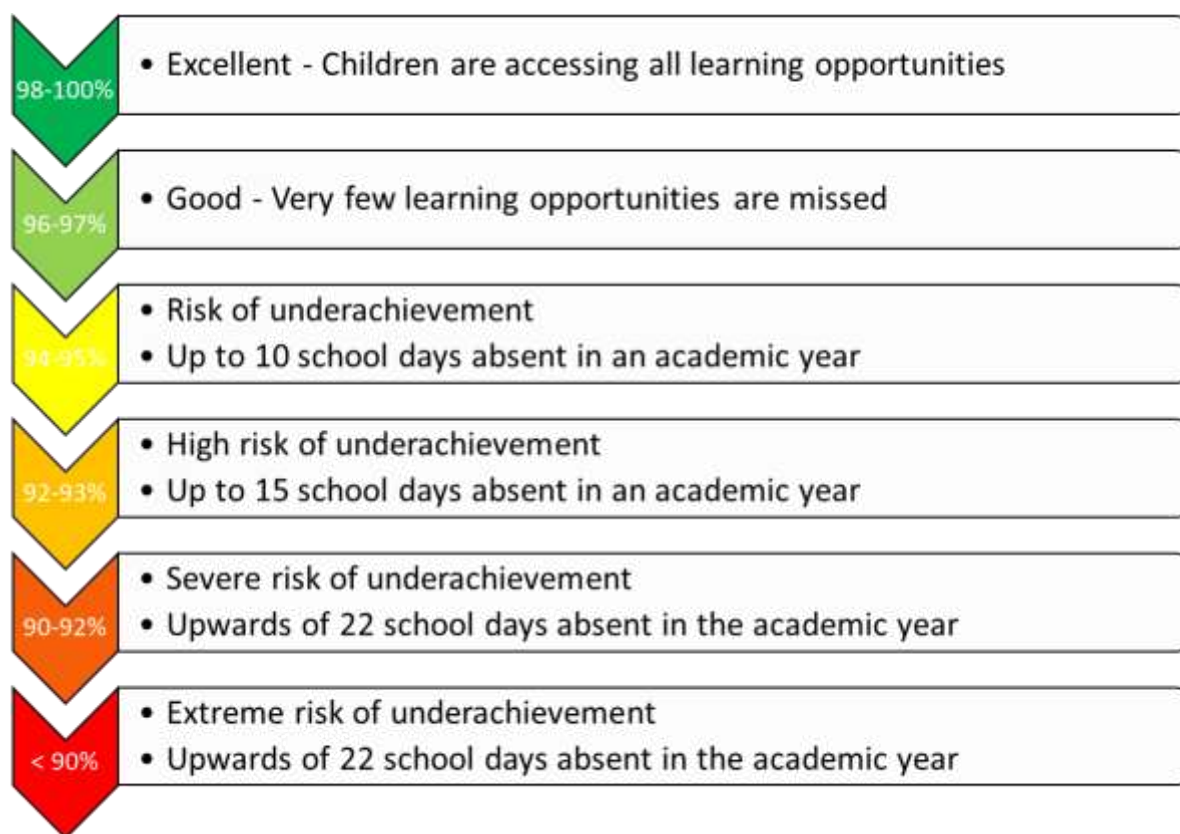 98-100%
• Excellent - Children are accessing all learning opportunities
96-97%
• Good - Very few learning opportunities are missed
94-95%
• Risk of underachievement
• Up to 10 school days absent in an academic year
92-93%
• High risk of underachievement
• Up to 15 school days absent in an academic year
90-92%
• Severe risk of underachievement
• Upwards of 22 school days absent in the academic year
< 90%
• Extreme risk of underachievement
• Upwards of 22 school days absent in the academic year